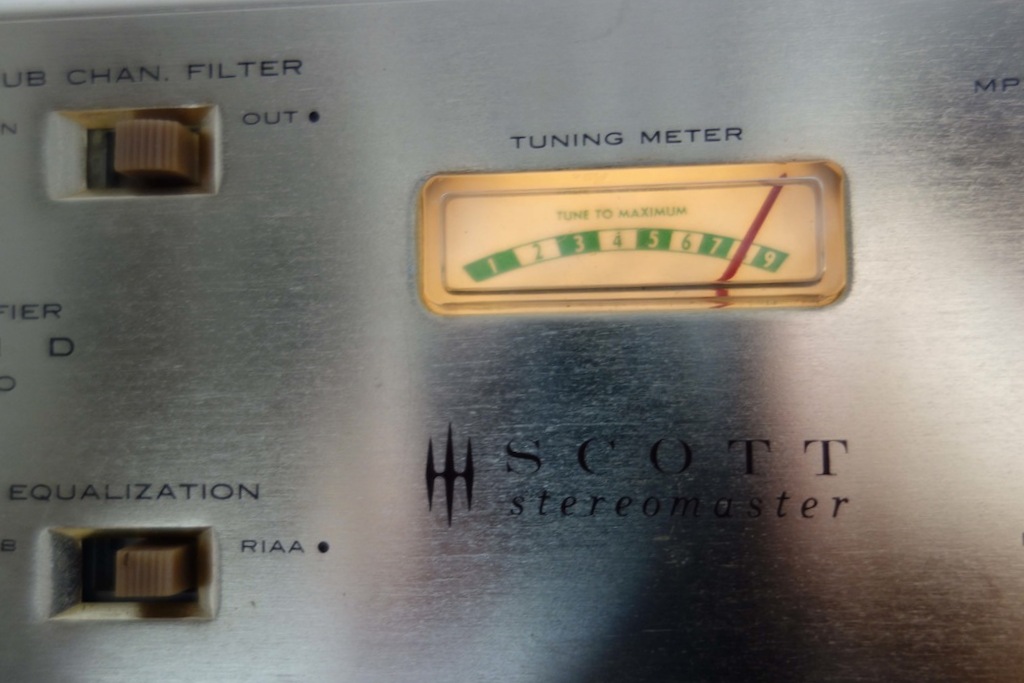 UB CHAN. FILTER
N
OUT
TUNING METER
MP
TUNE TO MAXIMUM
1 2 3 4 5 6 7 9
FIER
D
O
SCOTT
stereomaster
EQUALIZATION
B
RIAA